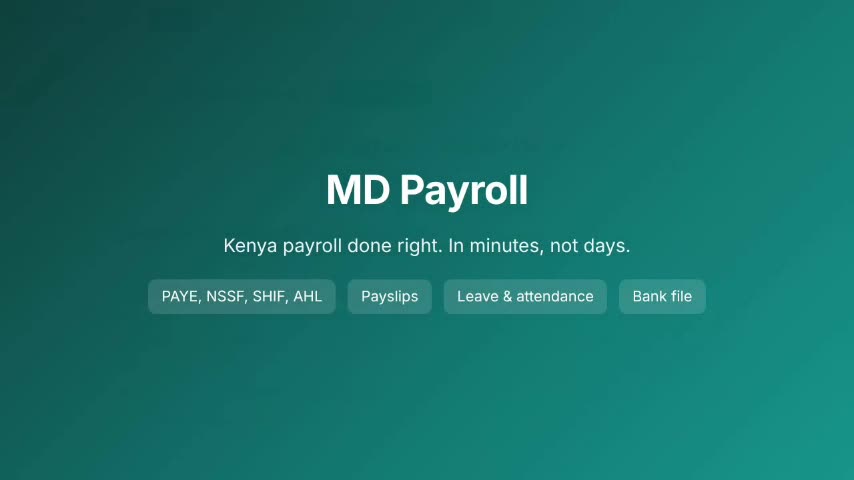 MD Payroll
Kenya payroll done right. In minutes, not days.
PAYE, NSSF, SHIF, AHL Payslips Leave & attendance Bank file